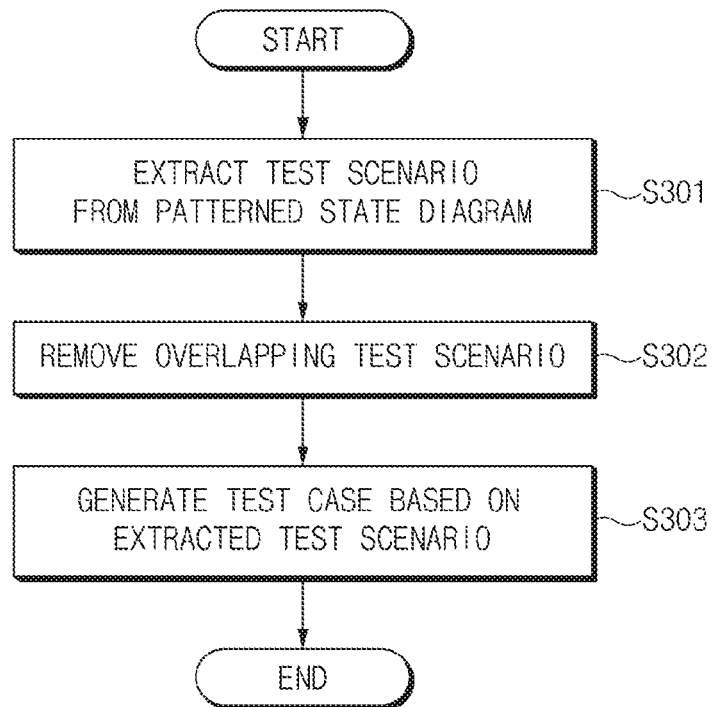 START
EXTRACT TEST SCENARIO
FROM PATTERNED STATE DIAGRAM
S301
REMOVE OVERLAPPING TEST SCENARIO
S302
GENERATE TEST CASE BASED ON
EXTRACTED TEST SCENARIO
S303
END